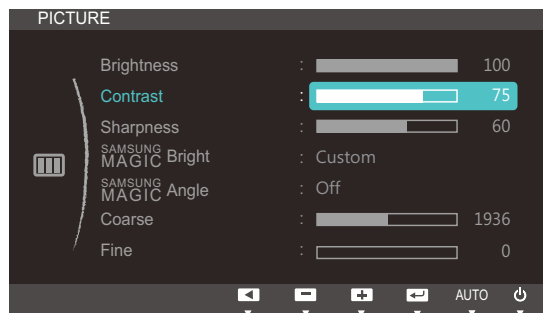 PICTURE
Brightness : 100
Contrast : 75
Sharpness : 60
SAMSUNG MAGIC Bright : Custom
SAMSUNG MAGIC Angle : Off
Coarse : 1936
Fine : 0
AUTO